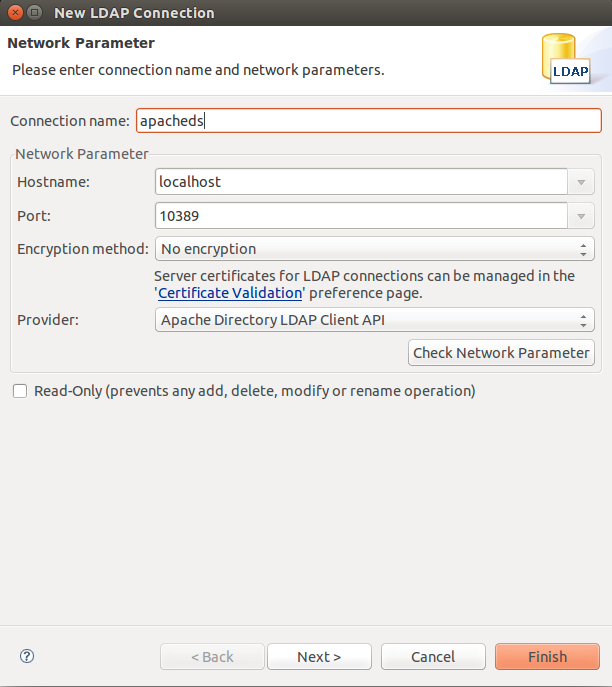 New LDAP Connection
Network Parameter
Please enter connection name and network parameters.
LDAP
Connection name: apacheds
Network Parameter
Hostname: localhost
Port: 10389
Encryption method: No encryption
Server certificates for LDAP connections can be managed in the
'Certificate Validation' preference page.
Provider: Apache Directory LDAP Client API
Check Network Parameter
Read-Only (prevents any add, delete, modify or rename operation)
? < Back Next > Cancel Finish